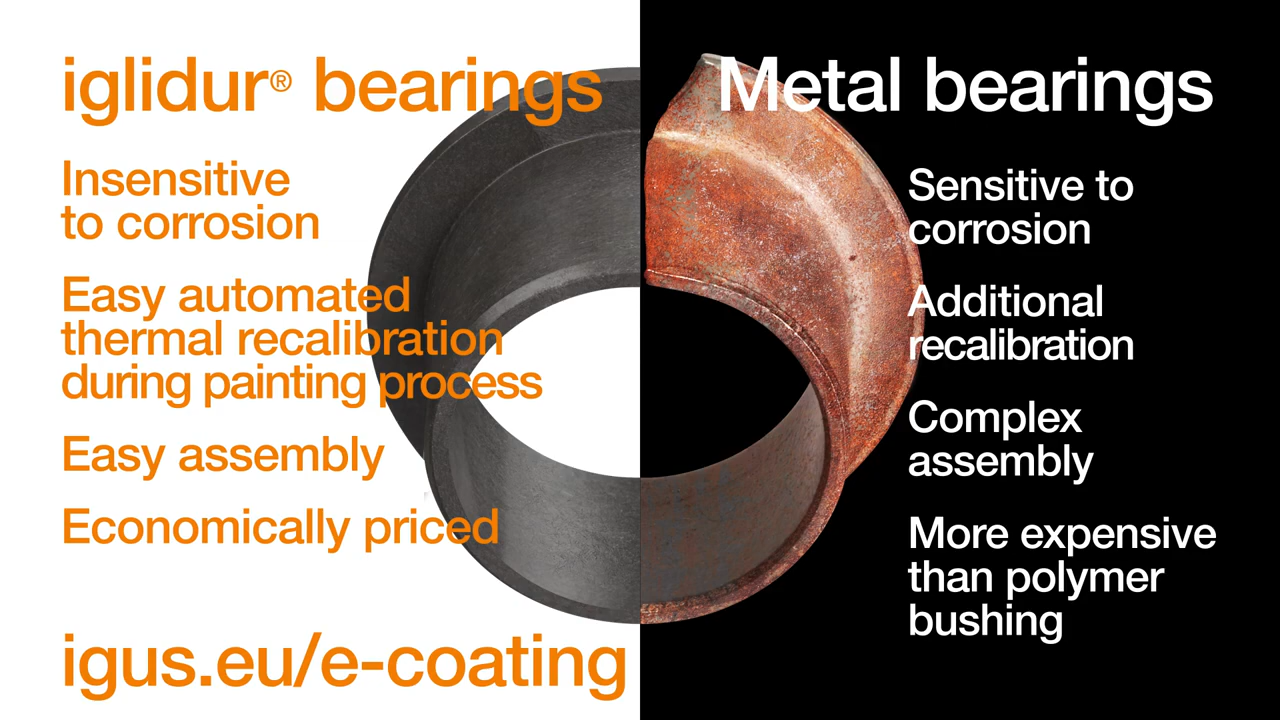 iglidur® bearings
Insensitive
to corrosion
Easy automated
thermal recalibration
during painting process
Easy assembly
Economically priced
igus.eu/e-coating
Metal bearings
Sensitive to
corrosion
Additional
recalibration
Complex
assembly
More expensive
than polymer
bushing